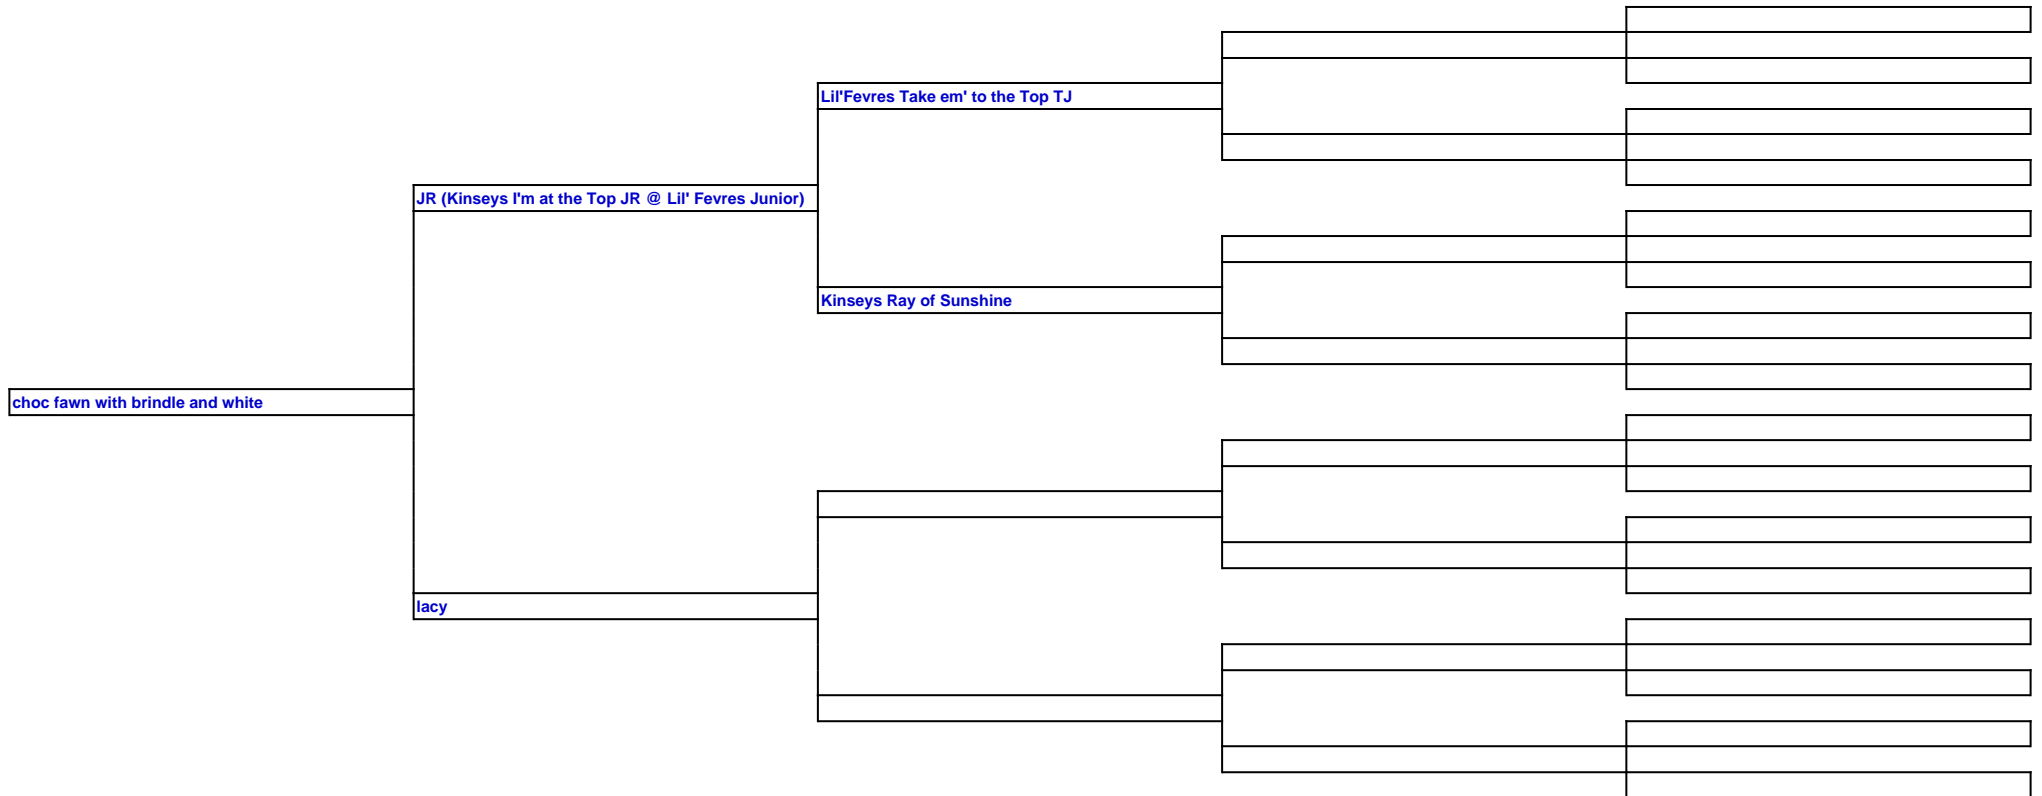 Lil'Fevres Take em' to the Top TJ
JR (Kinseys I'm at the Top JR @ Lil' Fevres Junior)
Kinseys Ray of Sunshine
choc fawn with brindle and white
lacy